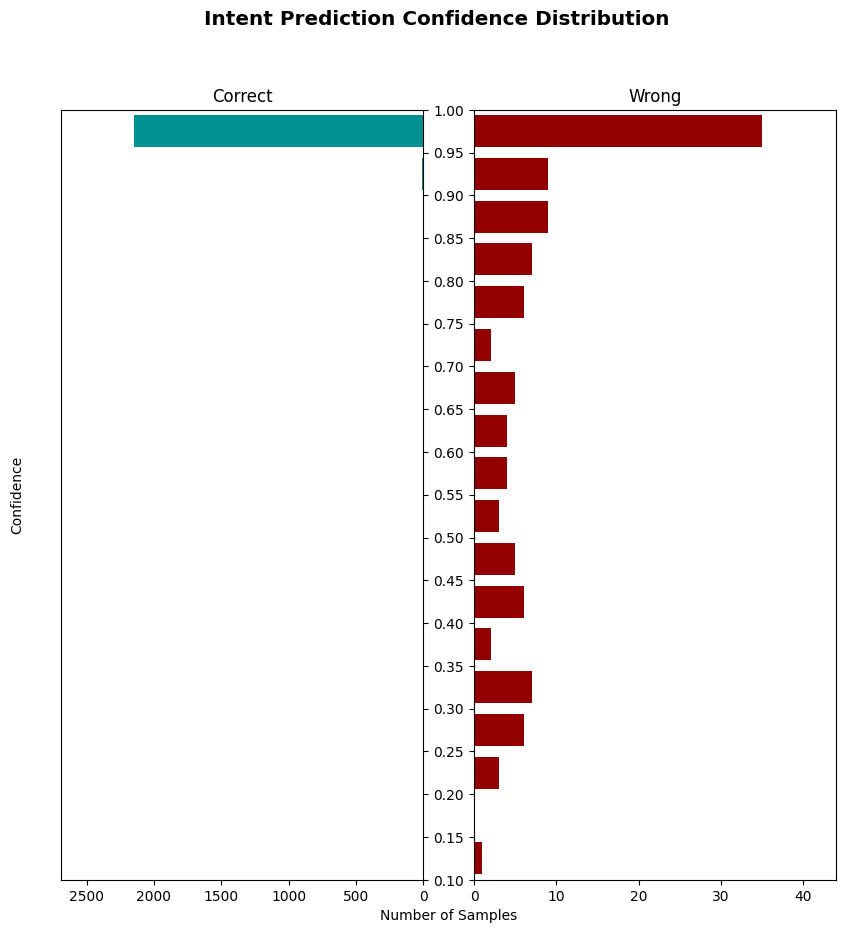 Intent Prediction Confidence Distribution
Correct
Wrong
1.00
0.95
0.90
0.85
0.80
0.75
0.70
0.65
0.60
0.55
0.50
0.45
0.40
0.35
0.30
0.25
0.20
0.15
0.10
Confidence
2500 2000 1500 1000 500 0
0 10 20 30 40
Number of Samples